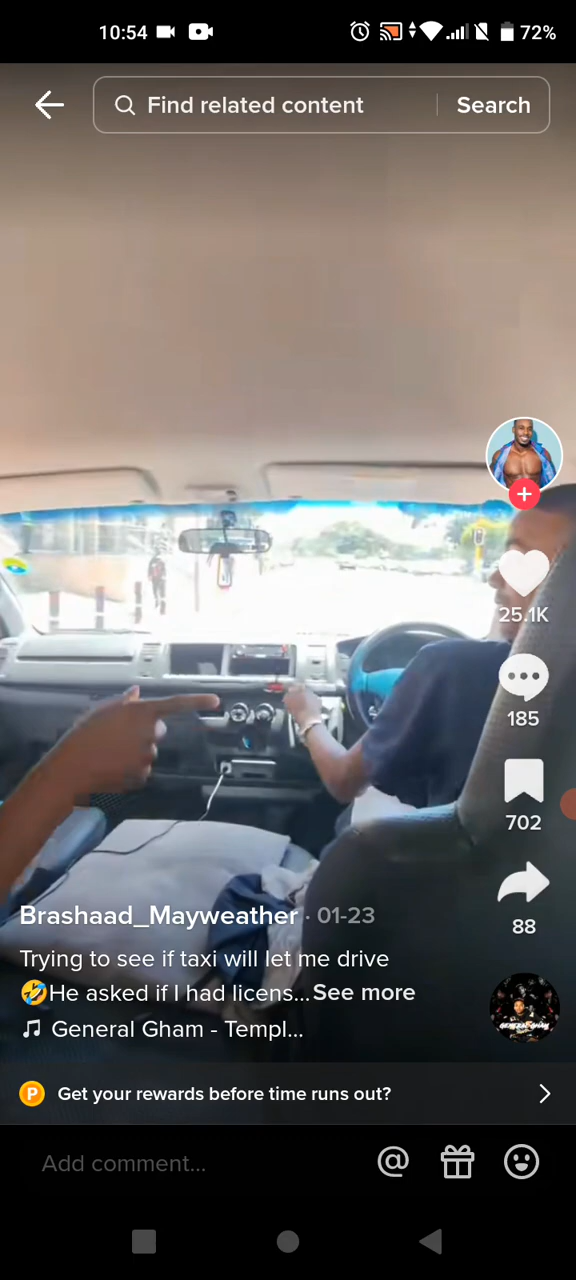 10:54
72%
Find related content
Search
25.1K
185
702
88
Brashaad_Mayweather · 01-23
Trying to see if taxi will let me drive
🤣He asked if I had licens...See more
General Gham - Templ...
GENERAL GHAM
P Get your rewards before time runs out?
Add comment...